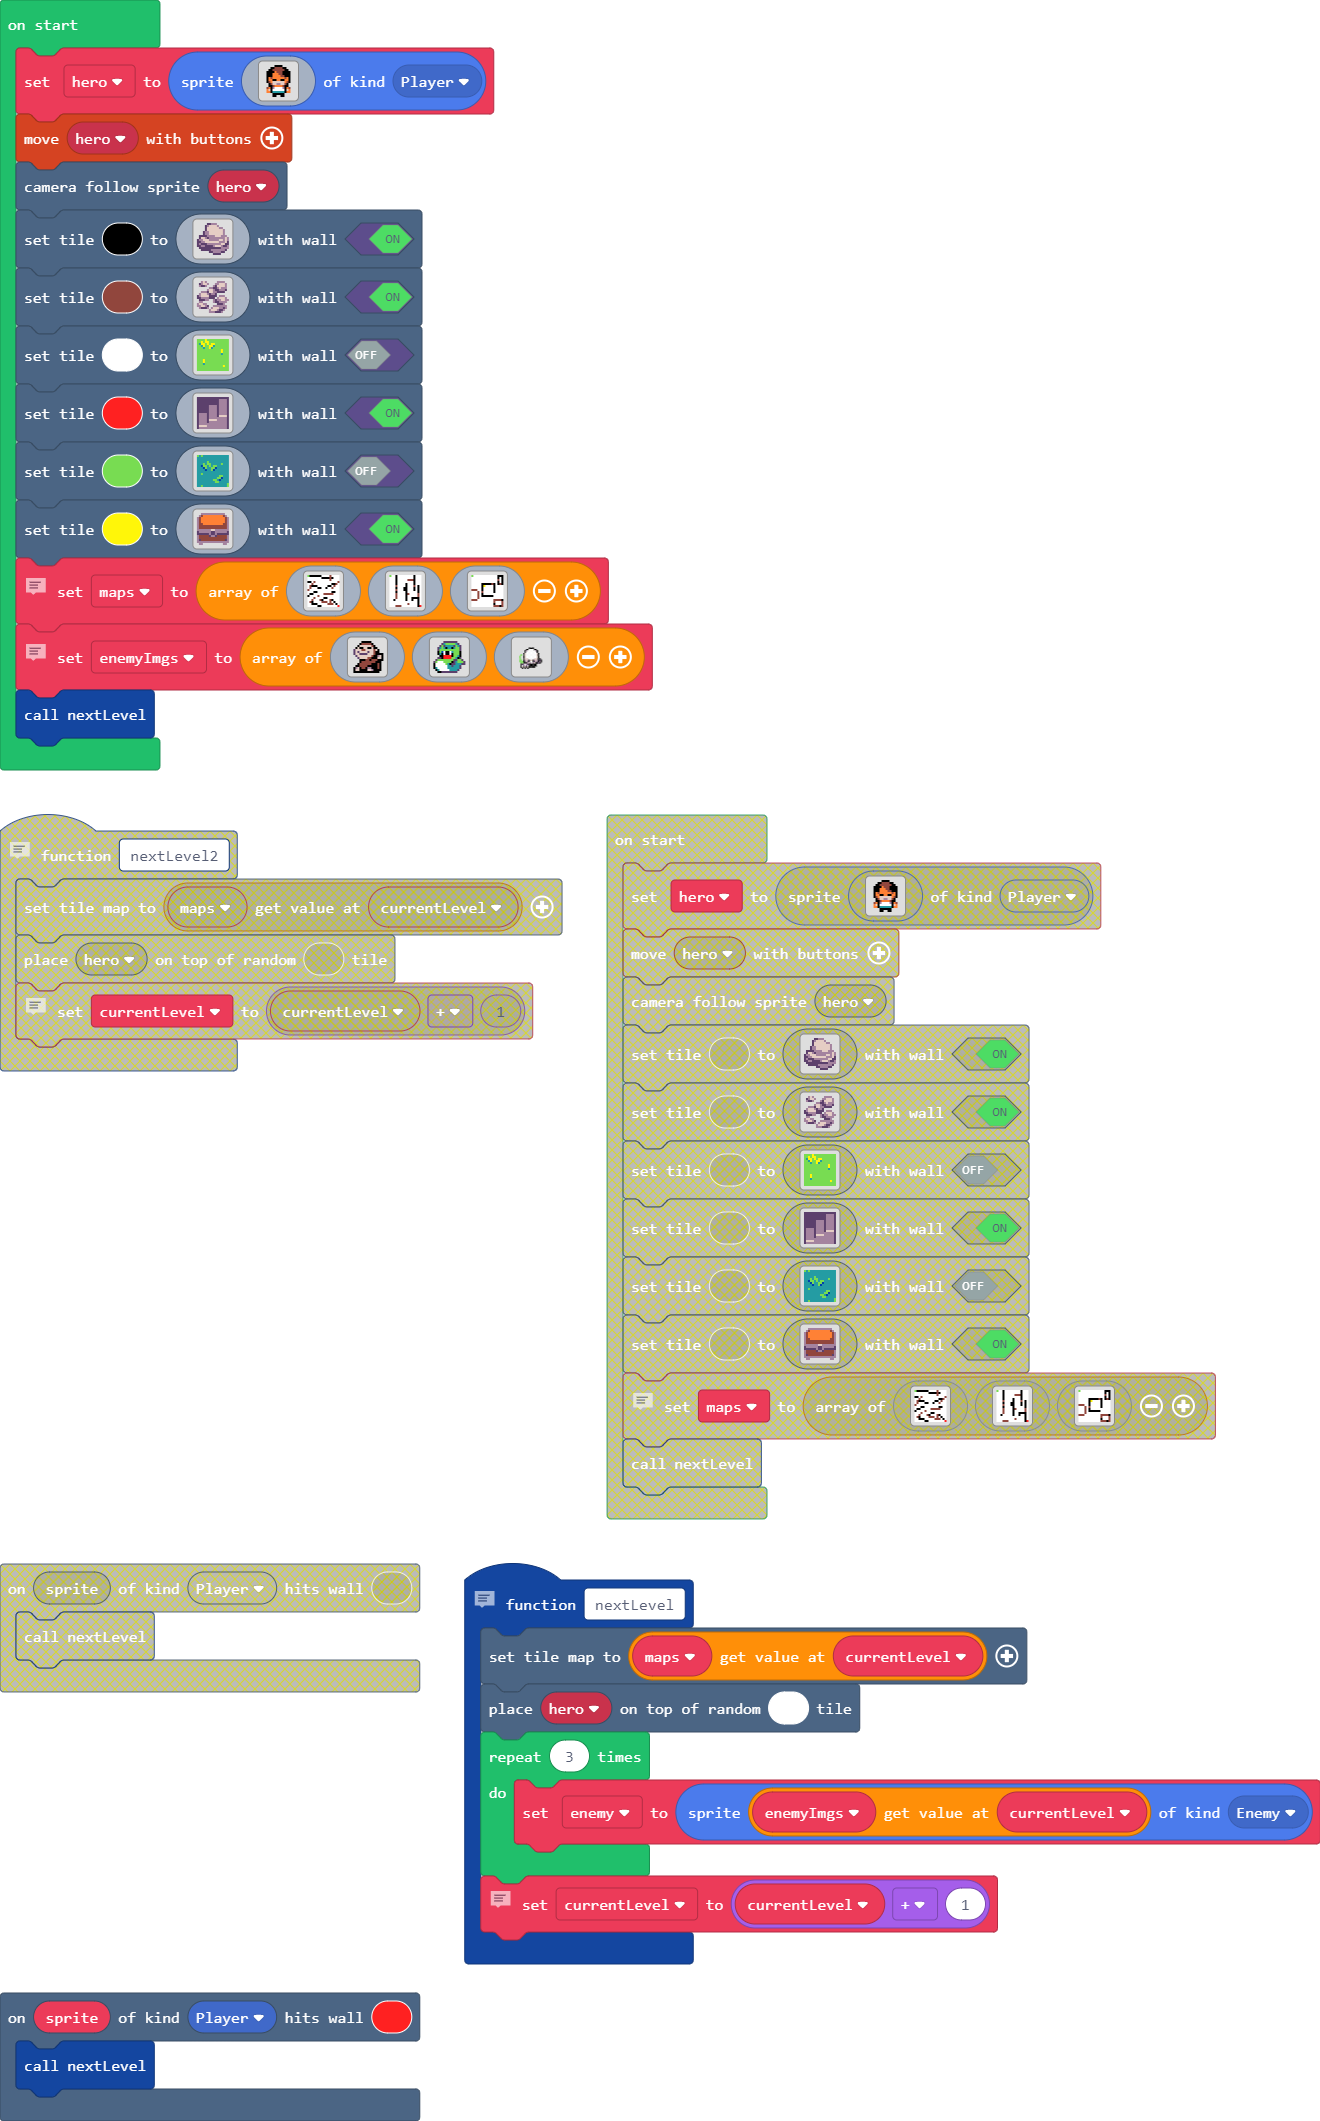 on start
set hero to sprite of kind Player
move hero with buttons
camera follow sprite hero
set tile to with wall ON
set tile to with wall ON
set tile to with wall OFF
set tile to with wall ON
set tile to with wall OFF
set tile to with wall ON
set maps to array of
set enemyImgs to array of
call nextLevel
function nextLevel2
set tile map to maps get value at currentLevel
place hero on top of random tile
set currentLevel to currentLevel + 1
on start
set hero to sprite of kind Player
move hero with buttons
camera follow sprite hero
set tile to with wall ON
set tile to with wall ON
set tile to with wall OFF
set tile to with wall ON
set tile to with wall OFF
set tile to with wall ON
set maps to array of
call nextLevel
on sprite of kind Player hits wall
call nextLevel
function nextLevel
set tile map to maps get value at currentLevel
place hero on top of random tile
repeat 3 times
do
set enemy to sprite enemyImgs get value at currentLevel of kind Enemy
set currentLevel to currentLevel + 1
on sprite of kind Player hits wall
call nextLevel